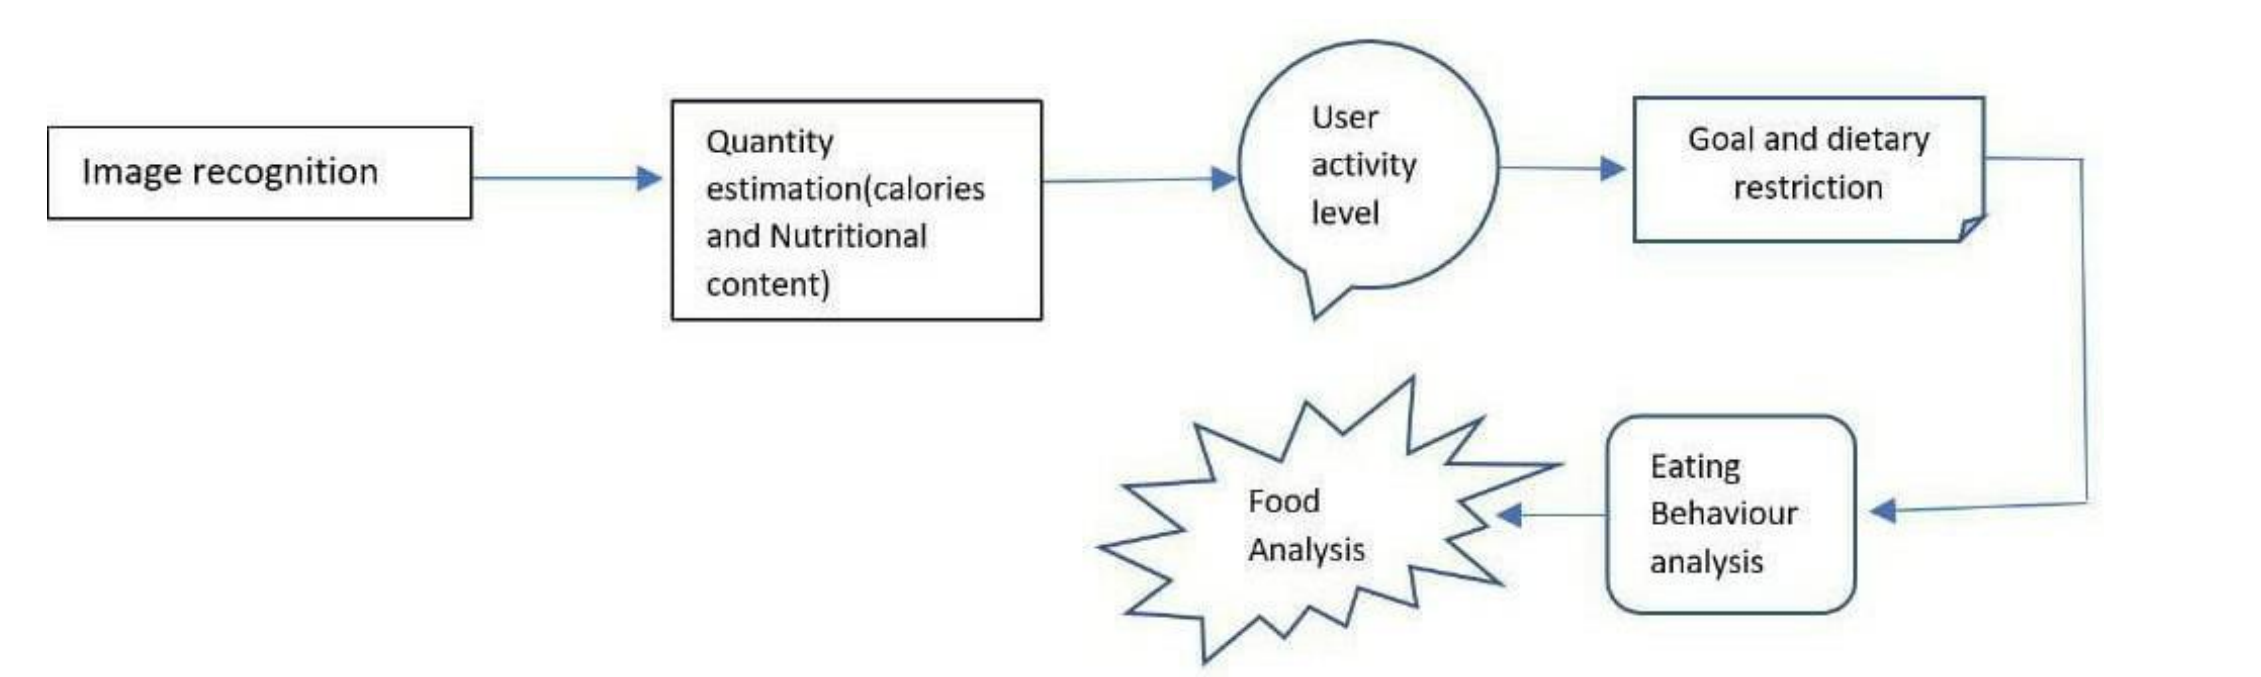 Image recognition
Quantity
estimation(calories
and Nutritional
content)
User
activity
level
Goal and dietary
restriction
Eating
Behaviour
analysis
Food
Analysis